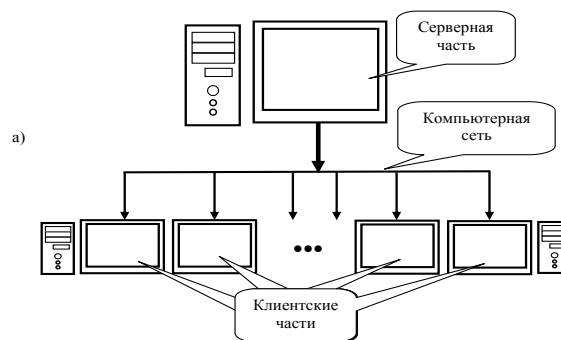 Серверная
часть
Компьютерная
сеть
а)
Клиентские
части